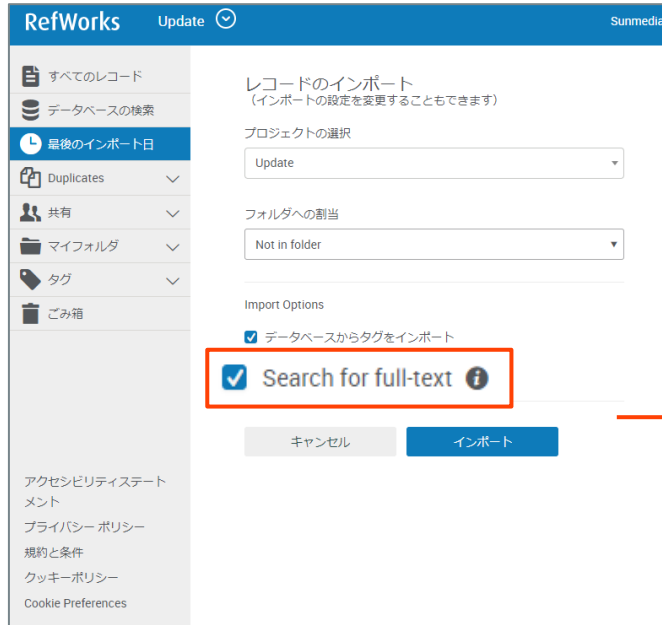 RefWorks Update Sunmedia
すべてのレコード
データベースの検索
最後のインポート日
Duplicates
共有
マイフォルダ
タグ
ごみ箱
アクセシビリティステート
メント
プライバシー ポリシー
規約と条件
クッキーポリシー
Cookie Preferences
レコードのインポート
(インポートの設定を変更することもできます)
プロジェクトの選択
Update
フォルダへの割当
Not in folder
Import Options
データベースからタグをインポート
Search for full-text
キャンセル インポート